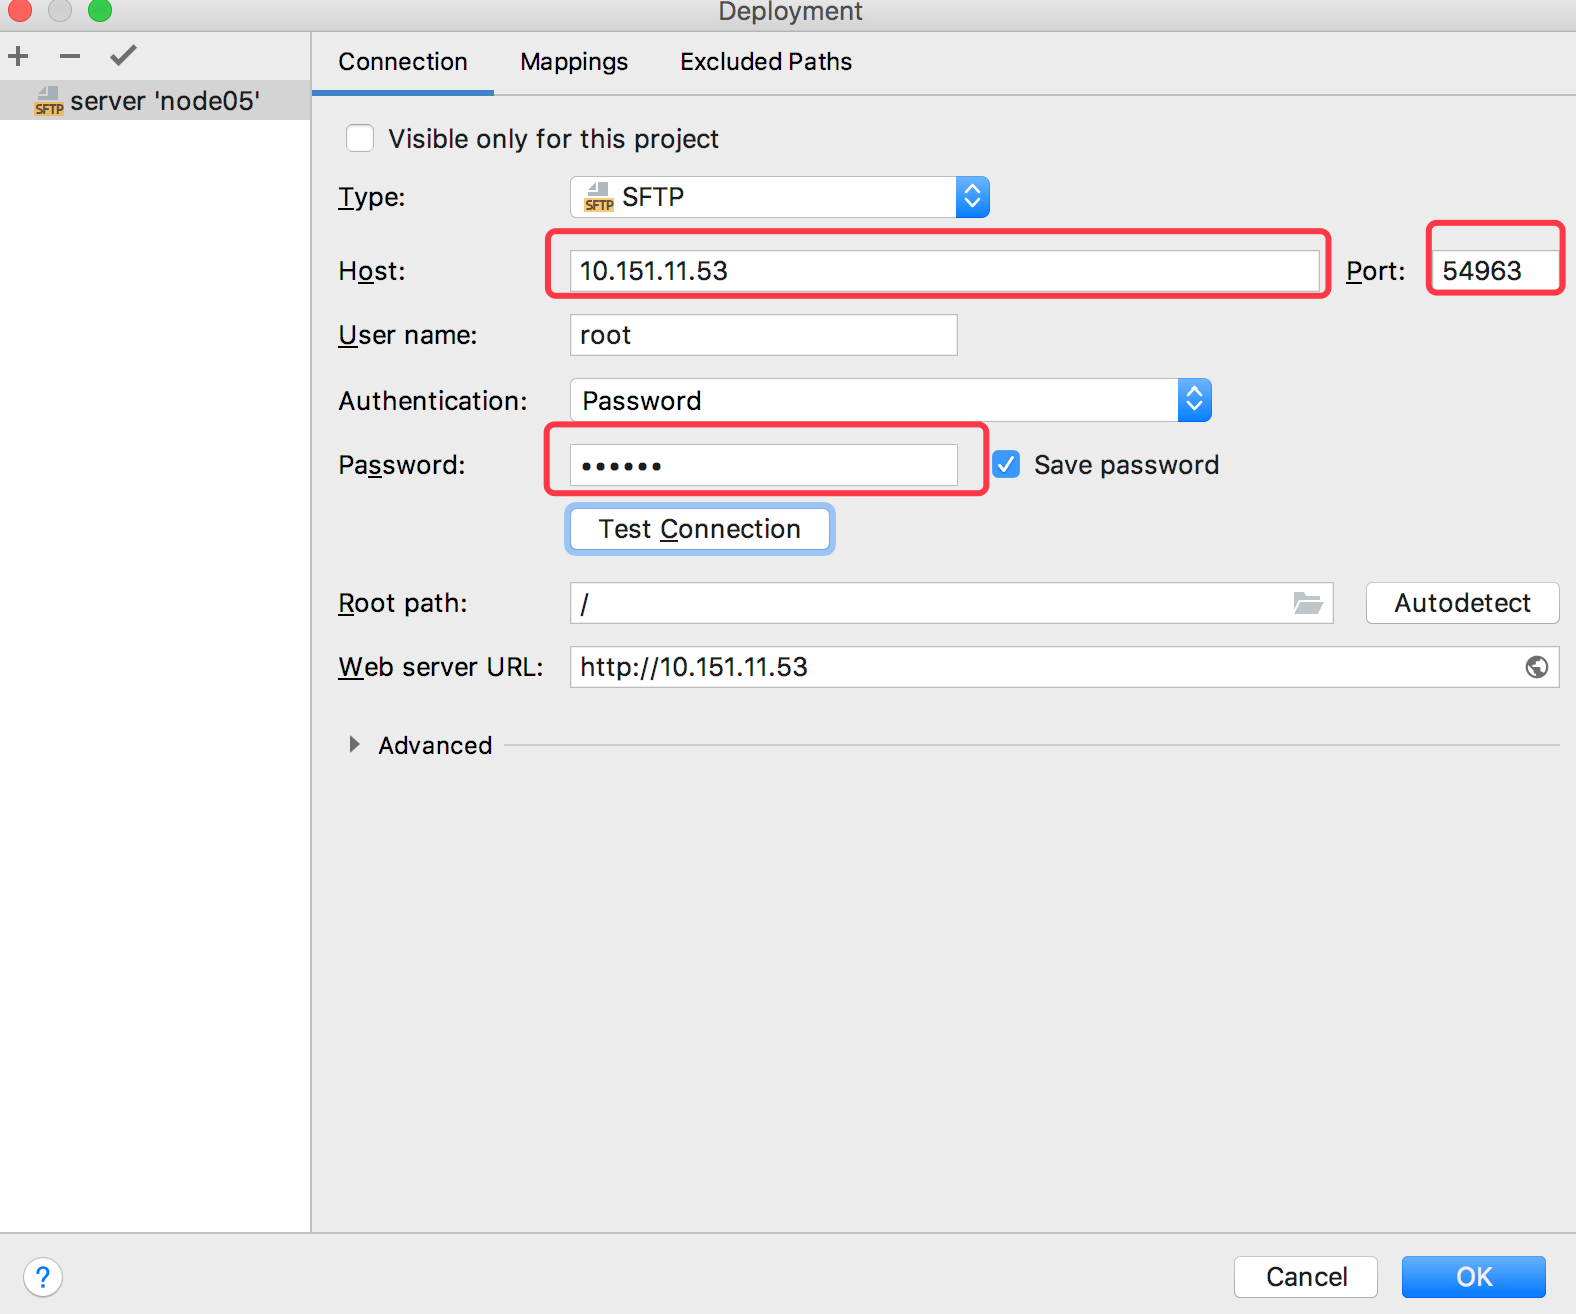 Deployment
Connection Mappings Excluded Paths
SFTP server 'node05'
Visible only for this project
Type: SFTP SFTP
Host: 10.151.11.53 Port: 54963
User name: root
Authentication: Password
Password: •••••• Save password
Test Connection
Root path: / Autodetect
Web server URL: http://10.151.11.53
Advanced
? Cancel OK